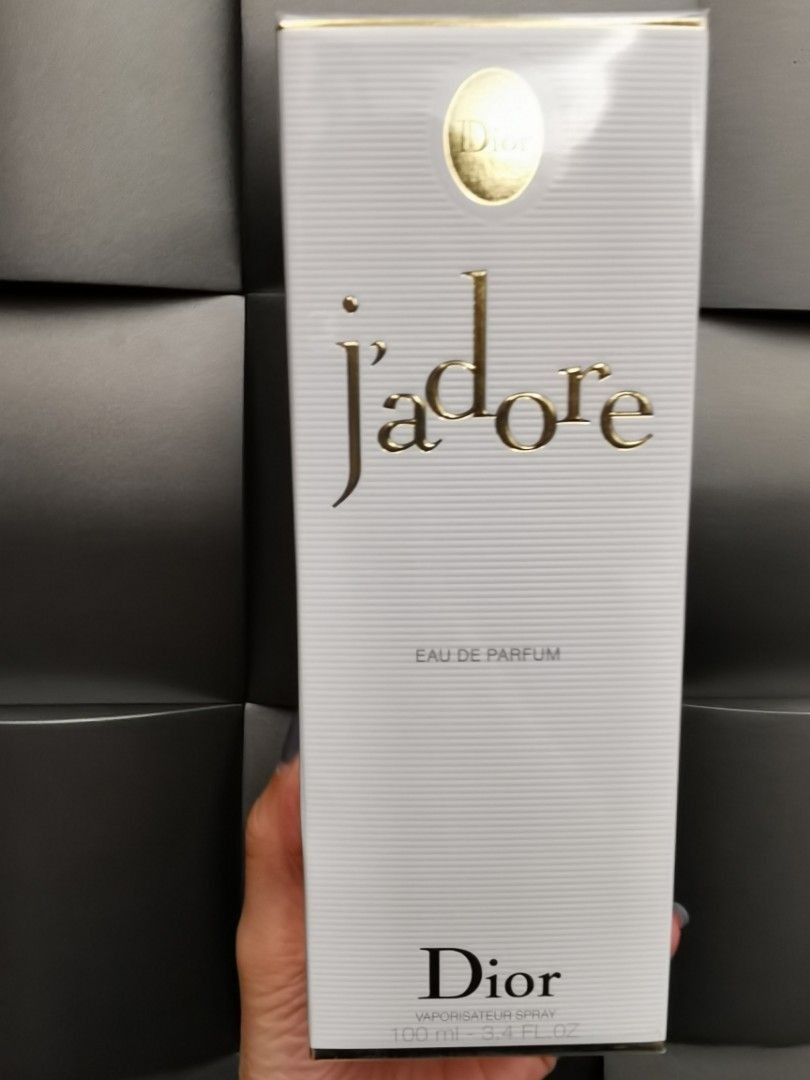 Dior
j'adore
EAU DE PARFUM
Dior
VAPORISATEUR SPRAY
100 ml - 3.4 FL.OZ